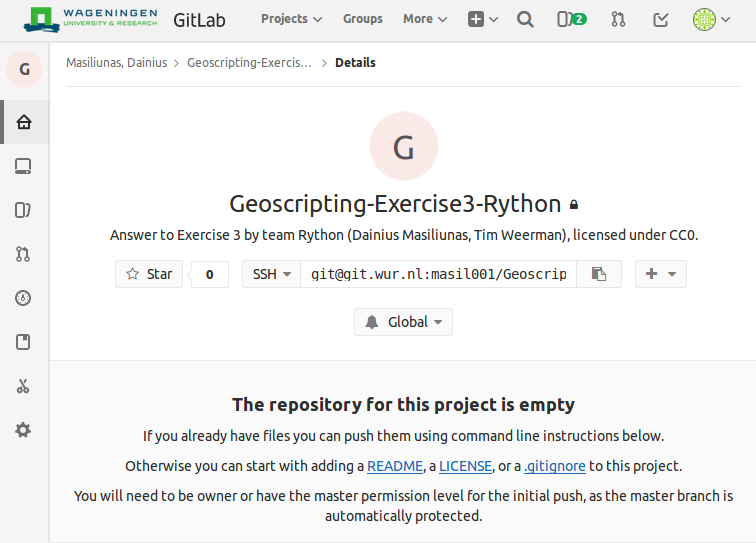 WAGENINGEN
UNIVERSITY & RESEARCH
GitLab
Projects
Groups
More
2
G
Masiliunas, Dainius > Geoscripting-Exercis… > Details
G
Geoscripting-Exercise3-Rython
Answer to Exercise 3 by team Rython (Dainius Masiliunas, Tim Weerman), licensed under CC0.
Star
0
SSH
git@git.wur.nl:masil001/Geoscrip
Global
The repository for this project is empty
If you already have files you can push them using command line instructions below.
Otherwise you can start with adding a README, a LICENSE, or a .gitignore to this project.
You will need to be owner or have the master permission level for the initial push, as the master branch is
automatically protected.